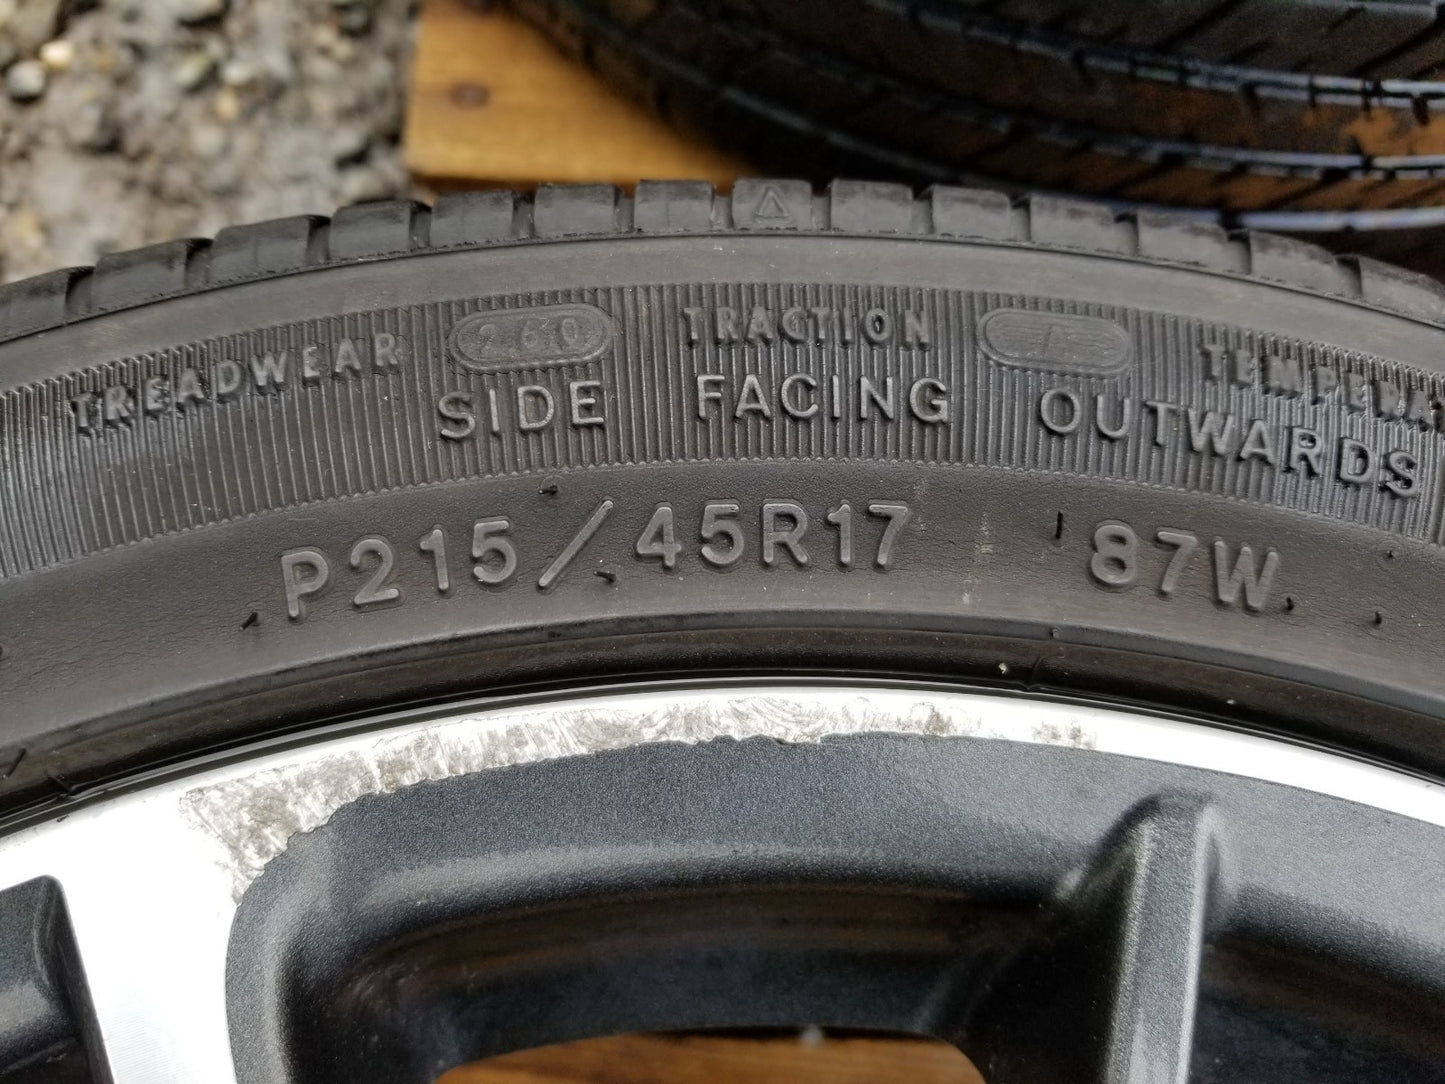 TREADWEAR 260 TRACTION
SIDE FACING OUTWARDS
P215/45R17 87W